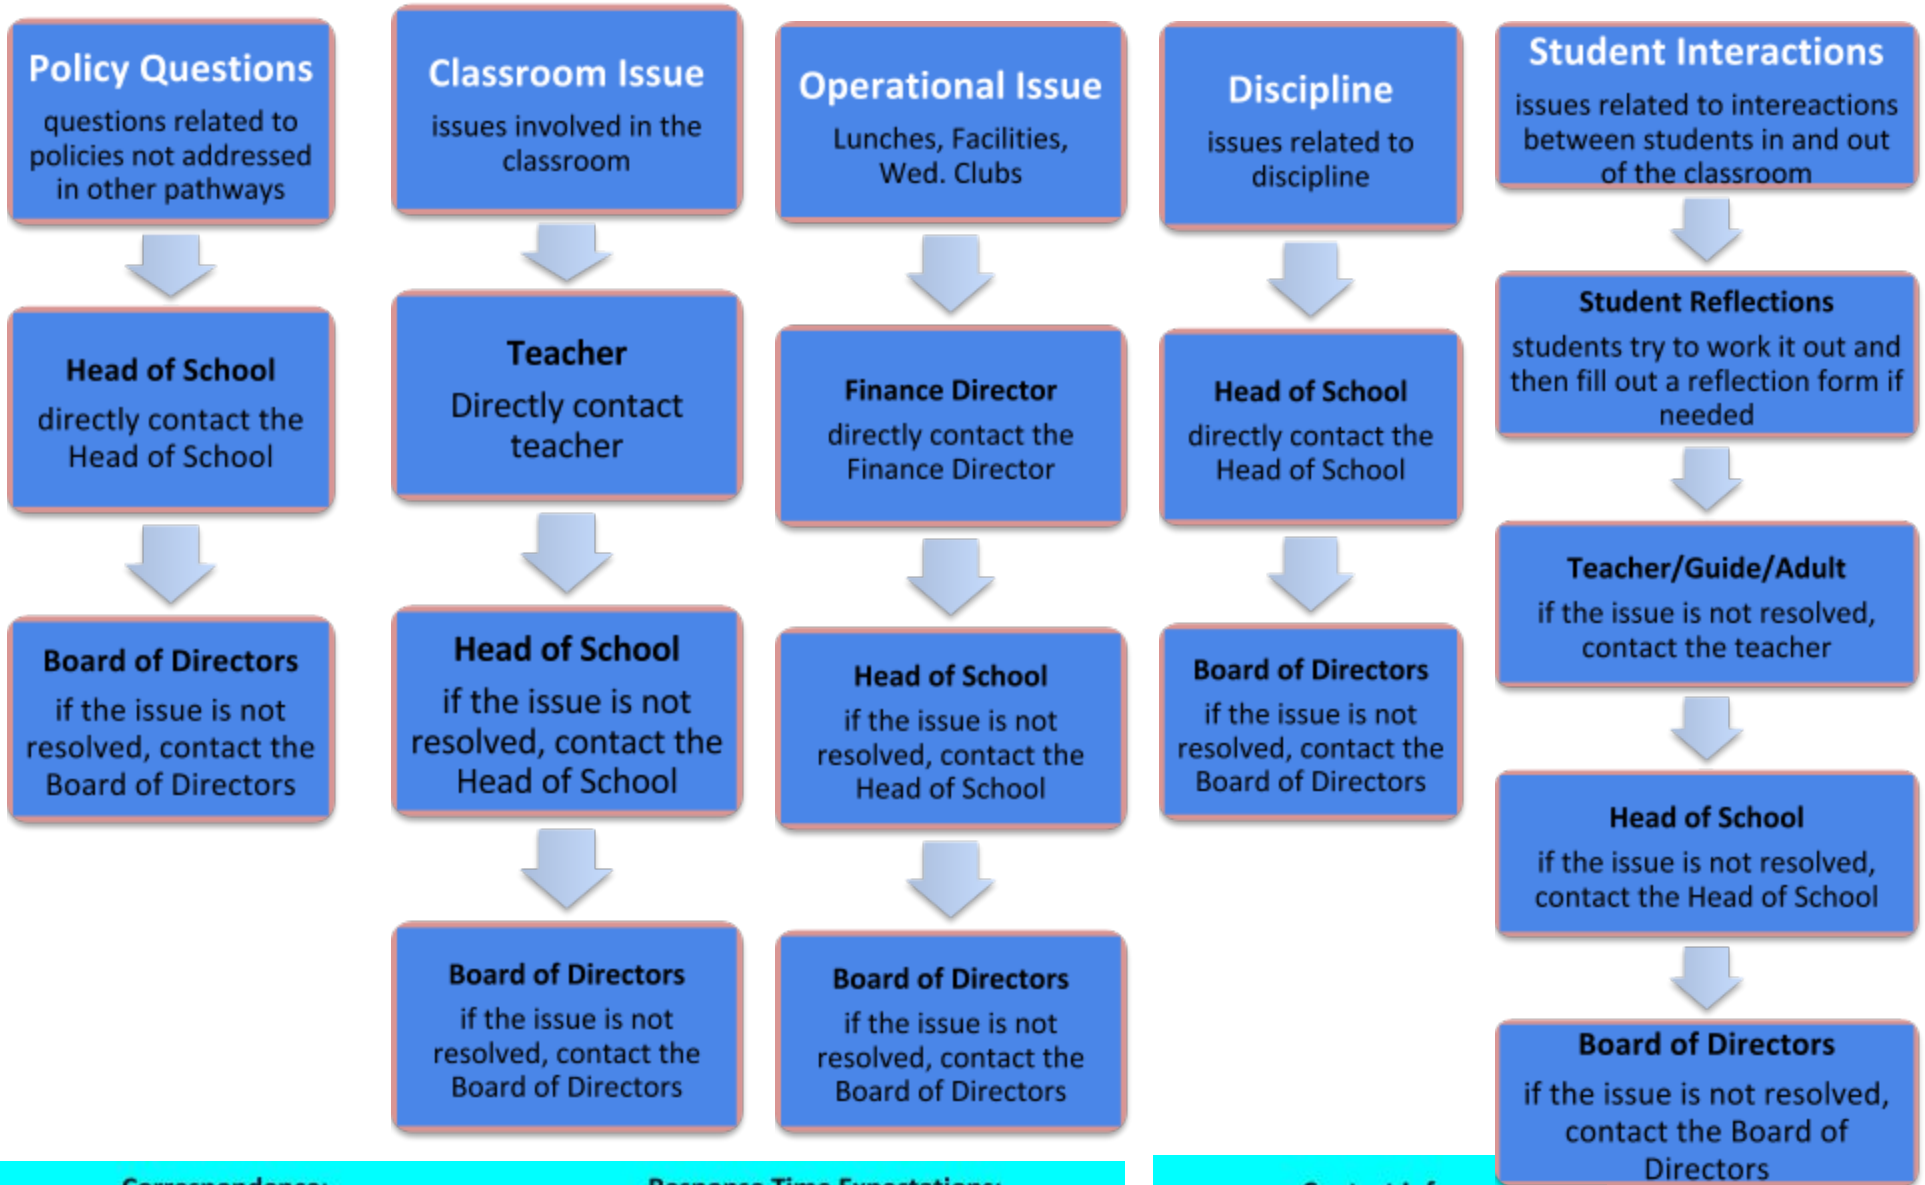 Policy Questions
questions related to
policies not addressed
in other pathways
Head of School
directly contact the
Head of School
Board of Directors
if the issue is not
resolved, contact the
Board of Directors
Classroom Issue
issues involved in the
classroom
Teacher
Directly contact
teacher
Head of School
if the issue is not
resolved, contact the
Head of School
Board of Directors
if the issue is not
resolved, contact the
Board of Directors
Operational Issue
Lunches, Facilities,
Wed. Clubs
Finance Director
directly contact the
Finance Director
Head of School
if the issue is not
resolved, contact the
Head of School
Board of Directors
if the issue is not
resolved, contact the
Board of Directors
Discipline
issues related to
discipline
Head of School
directly contact the
Head of School
Board of Directors
if the issue is not
resolved, contact the
Board of Directors
Student Interactions
issues related to intereactions
between students in and out
of the classroom
Student Reflections
students try to work it out and
then fill out a reflection form if
needed
Teacher/Guide/Adult
if the issue is not resolved,
contact the teacher
Head of School
if the issue is not resolved,
contact the Head of School
Board of Directors
if the issue is not resolved,
contact the Board of
Directors
Correspondence:
Response Time Expectations: